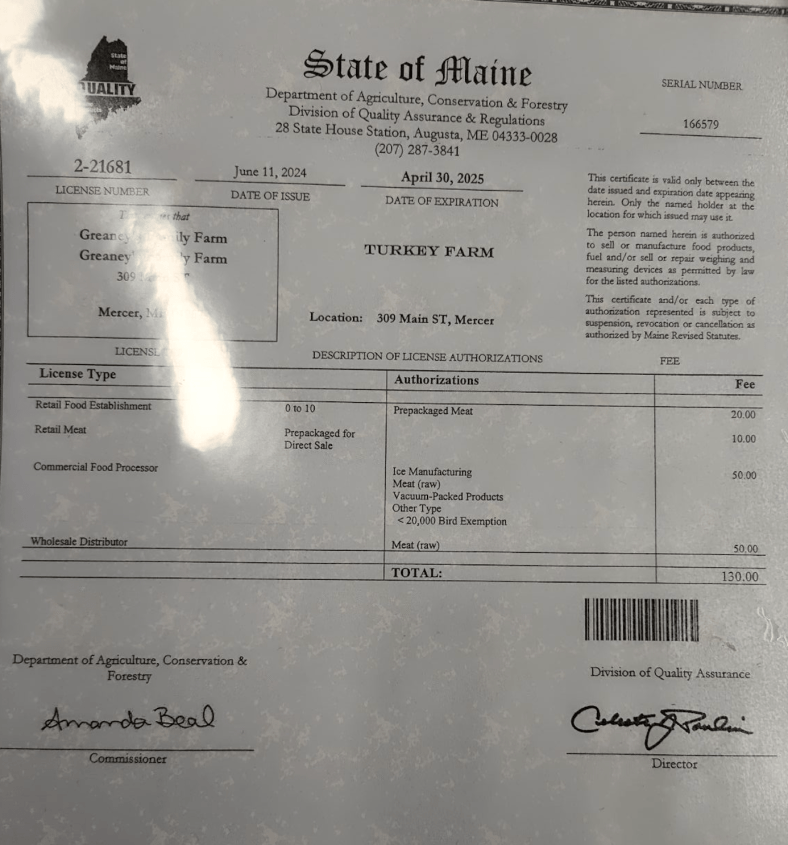 State
of
Maine
QUALITY
State of Maine
Department of Agriculture, Conservation & Forestry
Division of Quality Assurance & Regulations
28 State House Station, Augusta, ME 04333-0028
(207) 287-3841
SERIAL NUMBER
166579
2-21681
LICENSE NUMBER
June 11, 2024
DATE OF ISSUE
April 30, 2025
DATE OF EXPIRATION
that
Greaney' ily Farm
Greaney' y Farm
309
Mercer,
TURKEY FARM
Location: 309 Main ST, Mercer
This certificate is valid only between the
date issued and expiration date appearing
herein. Only the named holder at the
location for which issued may use it.
The person named herein is authorized
to sell or manufacture food products,
fuel and/or sell or repair weighing and
measuring devices as permitted by law
for the listed authorizations.
This certificate and/or each type of
authorization represented is subject to
suspension, revocation or cancellation as
authorized by Maine Revised Statutes.
DESCRIPTION OF LICENSE AUTHORIZATIONS FEE
License Type Authorizations Fee
Retail Food Establishment 0 to 10 Prepackaged Meat 20.00
Retail Meat Prepackaged for 10.00
Direct Sale
Commercial Food Processor Ice Manufacturing 50.00
Meat (raw)
Vacuum-Packed Products
Other Type
< 20,000 Bird Exemption
Wholesale Distributor Meat (raw) 50.00
TOTAL: 130.00
Department of Agriculture, Conservation &
Forestry
Amanda Beal
Commissioner
Division of Quality Assurance
Director